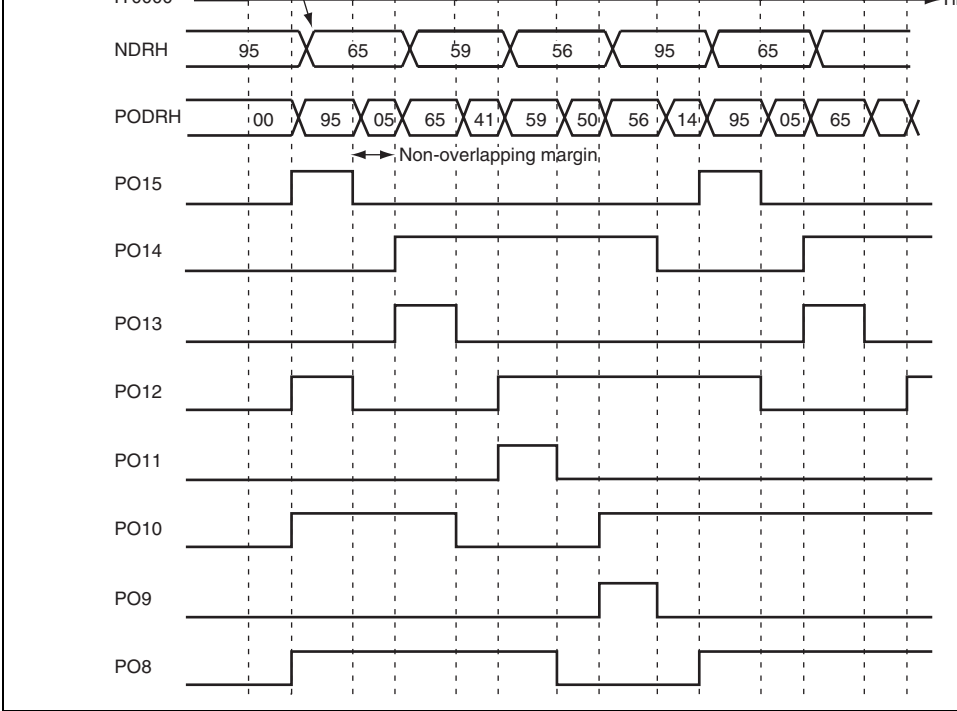 NDRH 95 65 59 56 95 65
PODRH 00 95 05 65 41 59 50 56 14 95 05 65
Non-overlapping margin
PO15
PO14
PO13
PO12
PO11
PO10
PO9
PO8